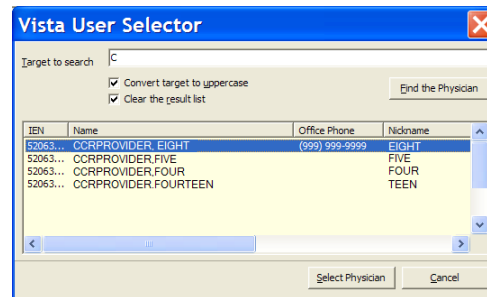 Vista User Selector
Target to search C
Convert target to uppercase
Clear the result list
Find the Physician
IEN Name Office Phone Nickname
52063... CCRPROVIDER, EIGHT (999) 999-9999 EIGHT
52063... CCRPROVIDER,FIVE FIVE
52063... CCRPROVIDER,FOUR FOUR
52063... CCRPROVIDER.FOURTEEN TEEN
Select Physician Cancel